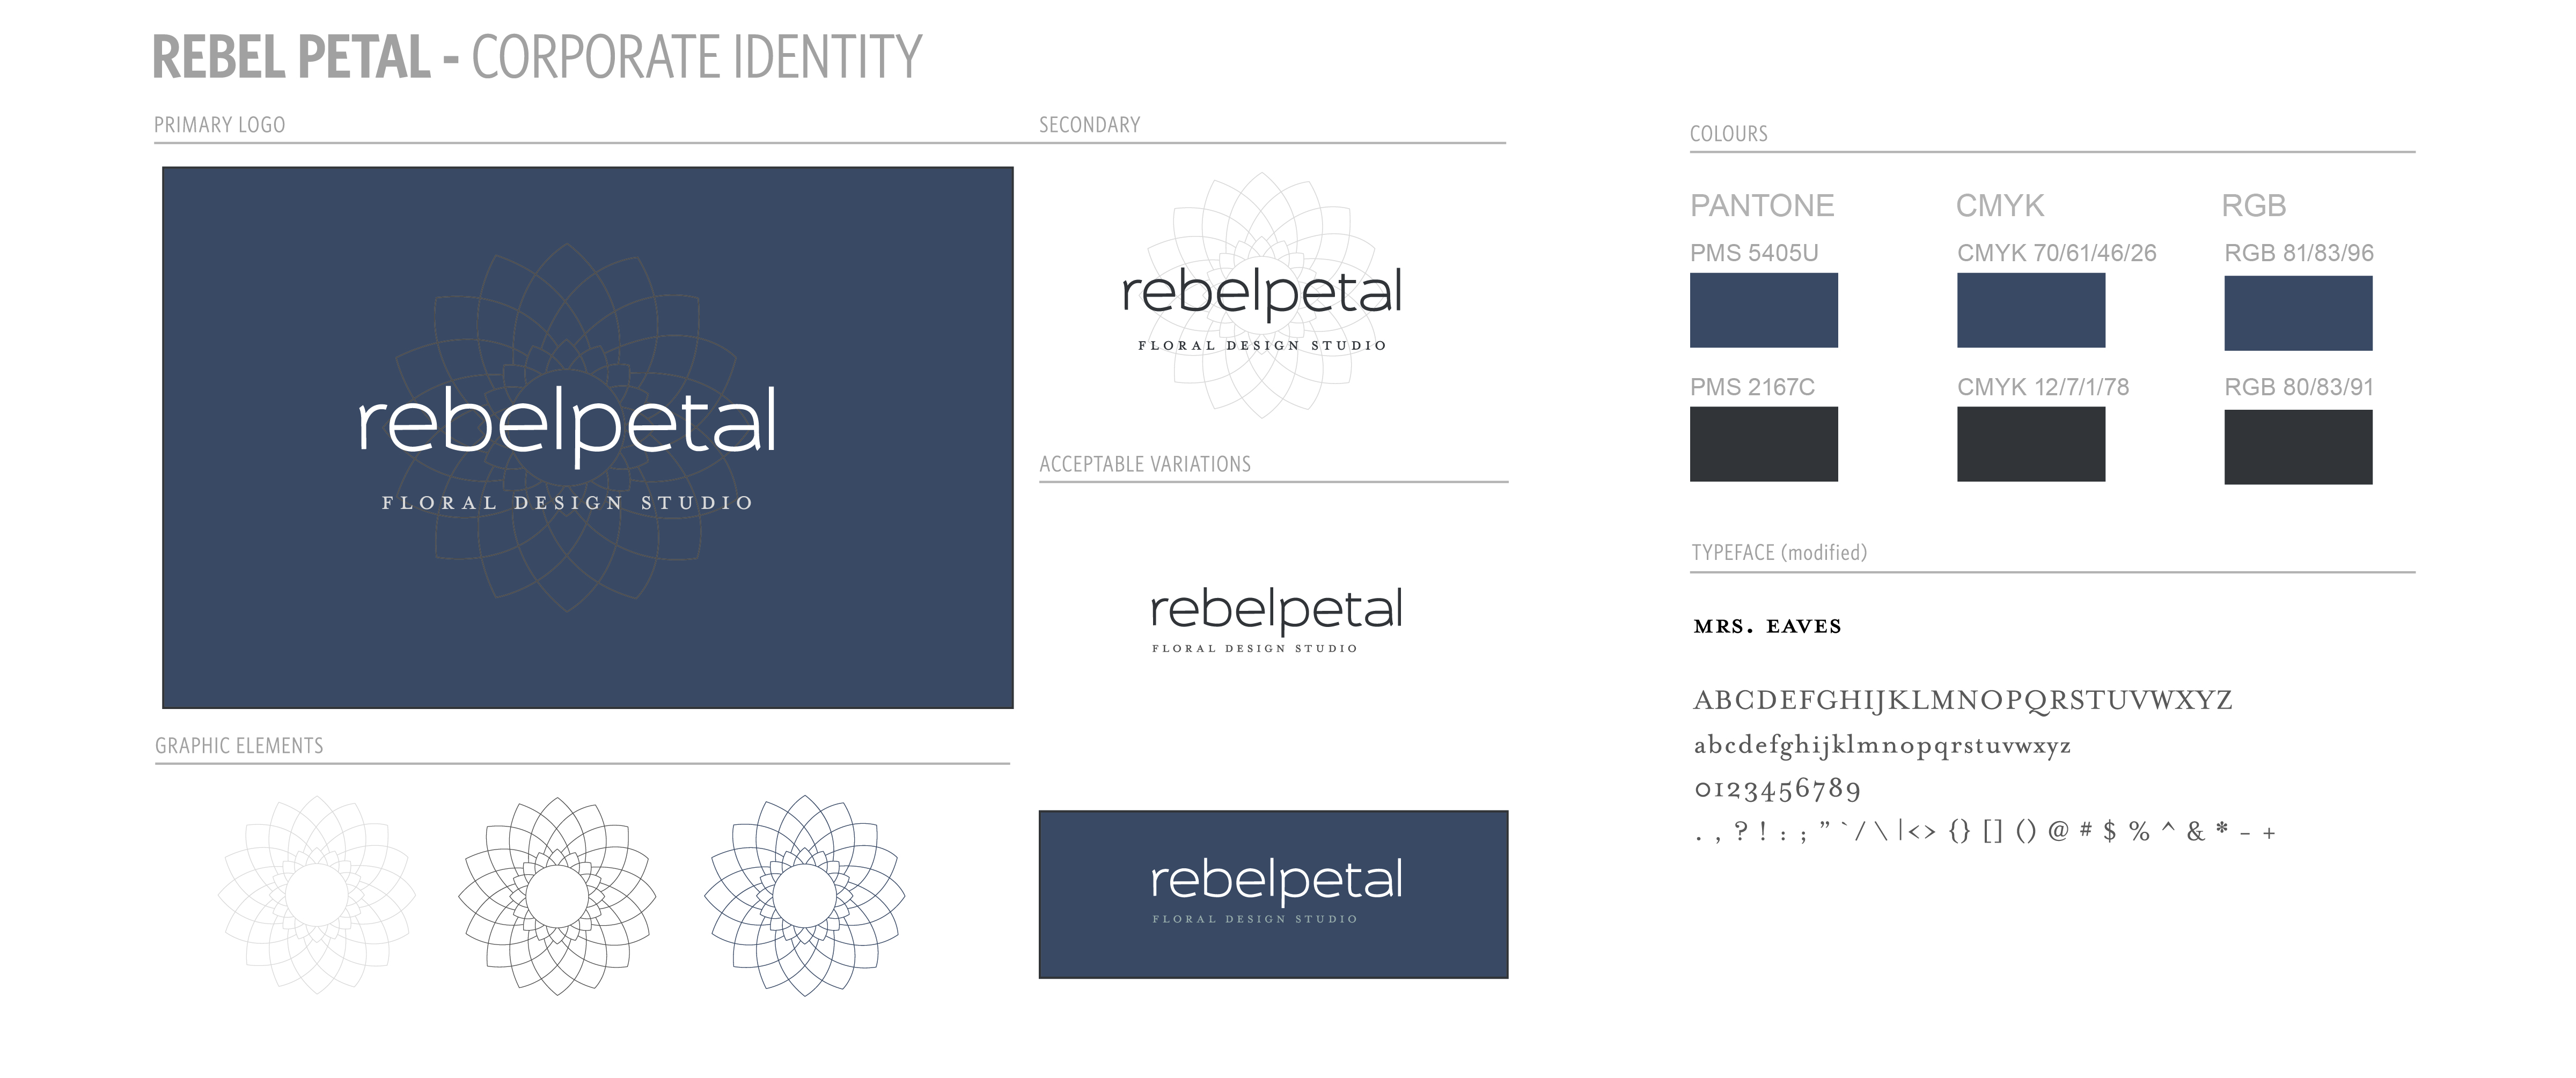 REBEL PETAL - CORPORATE IDENTITY
PRIMARY LOGO
rebelpetal
FLORAL DESIGN STUDIO
GRAPHIC ELEMENTS
SECONDARY
rebelpetal
FLORAL DESIGN STUDIO
ACCEPTABLE VARIATIONS
rebelpetal
FLORAL DESIGN STUDIO
rebelpetal
FLORAL DESIGN STUDIO
COLOURS
PANTONE CMYK RGB
PMS 5405U CMYK 70/61/46/26 RGB 81/83/96
PMS 2167C CMYK 12/7/1/78 RGB 80/83/91
TYPEFACE (modified)
MRS. EAVES
ABCDEFGHIJKLMNOPQRSTUVWXYZ
abcdefghijklmnopqrstuvwxyz
0123456789
. , ? ! : ; ” ` / \ | < > {} [] () @ # $ % ^ & * - +